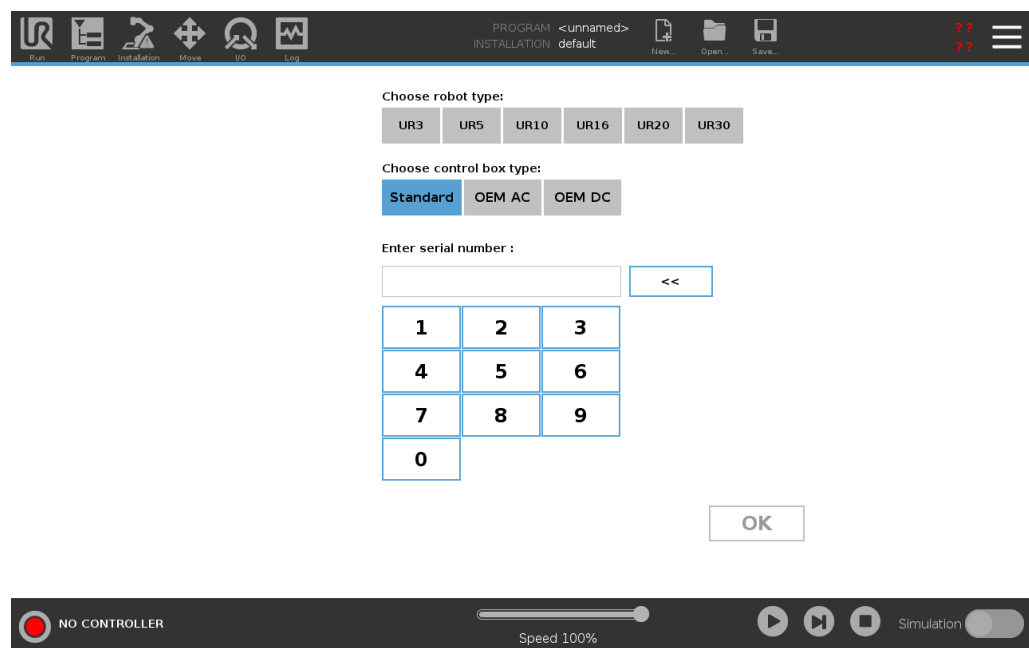 UR
PROGRAM <unnamed>
INSTALLATION default
Run Program Installation Move I/O Log New... Open... Save...
? ?
? ?
Choose robot type:
UR3 UR5 UR10 UR16 UR20 UR30
Choose control box type:
Standard OEM AC OEM DC
Enter serial number :
<<
1 2 3
4 5 6
7 8 9
0
OK
NO CONTROLLER
Speed 100%
Simulation